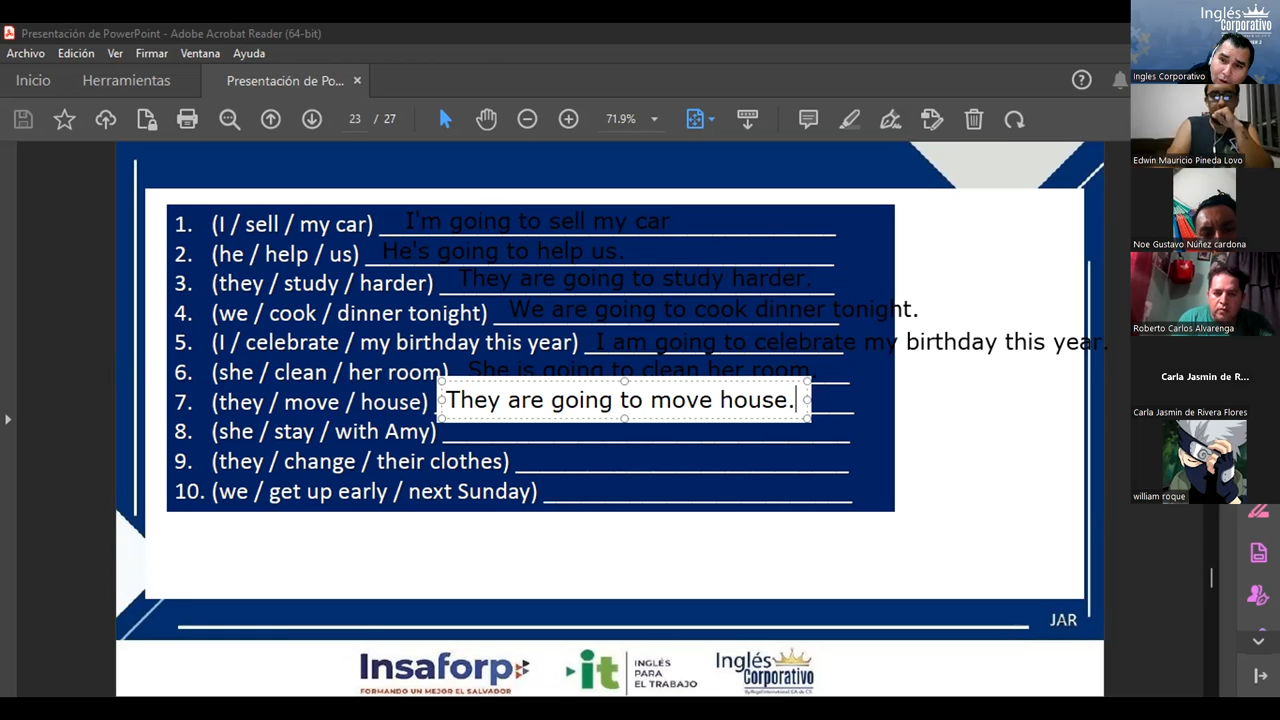 Presentación de PowerPoint - Adobe Acrobat Reader (64-bit)
Archivo Edición Ver Firmar Ventana Ayuda
Inicio Herramientas Presentación de Po... ×
23 / 27 71.9%
1. (I / sell / my car) I'm going to sell my car
2. (he / help / us) He's going to help us.
3. (they / study / harder) They are going to study harder.
4. (we / cook / dinner tonight) We are going to cook dinner tonight.
5. (I / celebrate / my birthday this year) I am going to celebrate my birthday this year.
6. (she / clean / her room) She is going to clean her room.
7. (they / move / house) They are going to move house.
8. (she / stay / with Amy)
9. (they / change / their clothes)
10. (we / get up early / next Sunday)
JAR
Insaforp
FORMANDO UN MEJOR EL SALVADOR
it INGLÉS
PARA
EL TRABAJO
Inglés
Corporativo
Inglés
Corporativo
Ingles Corporativo
Edwin Mauricio Pineda Lovo
Noe Gustavo Núñez cardona
Roberto Carlos Alvarenga
Carla Jasmin de R...
Carla Jasmin de Rivera Flores
william roque